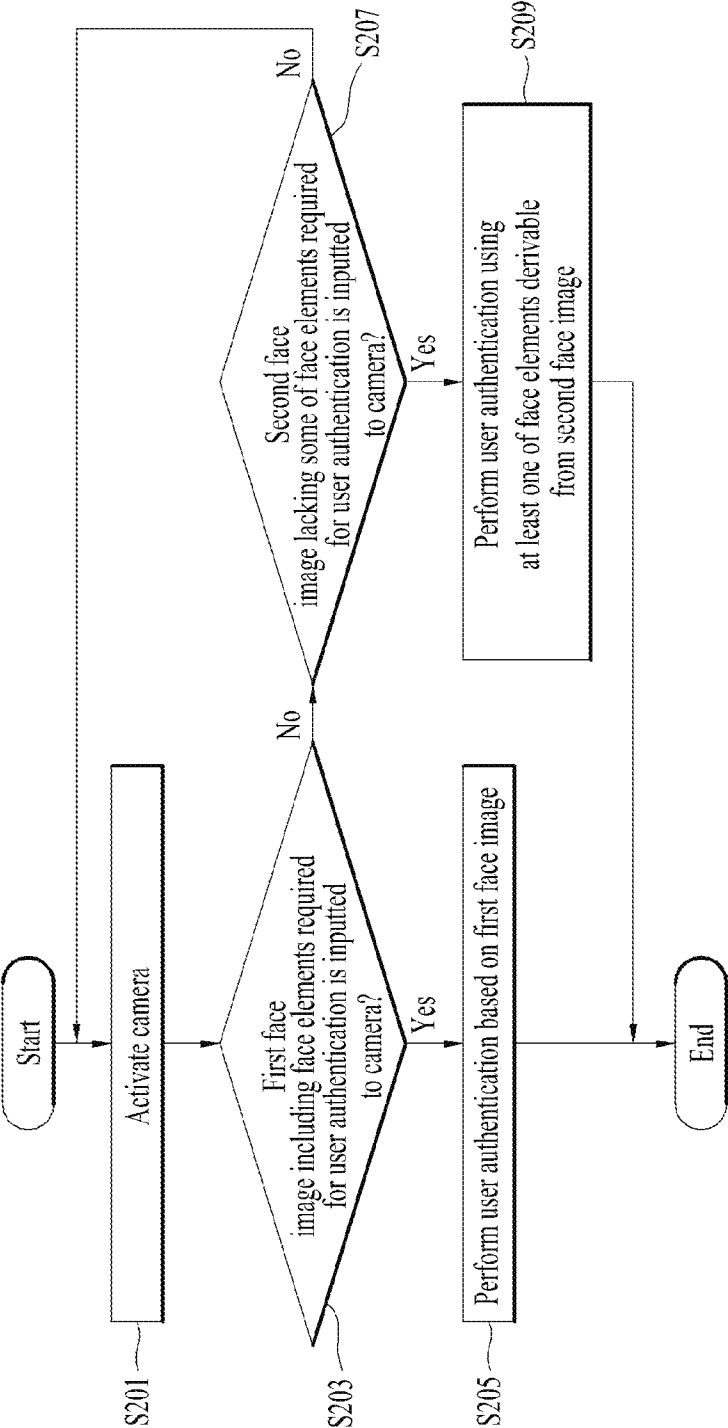 Start
S201
Activate camera
S203
First face
image including face elements required
for user authentication is inputted
to camera?
No
Yes
S207
Second face
image lacking some of face elements required
for user authentication is inputted
to camera?
No
Yes
S205
Perform user authentication based on first face image
S209
Perform user authentication using
at least one of face elements derivable
from second face image
End